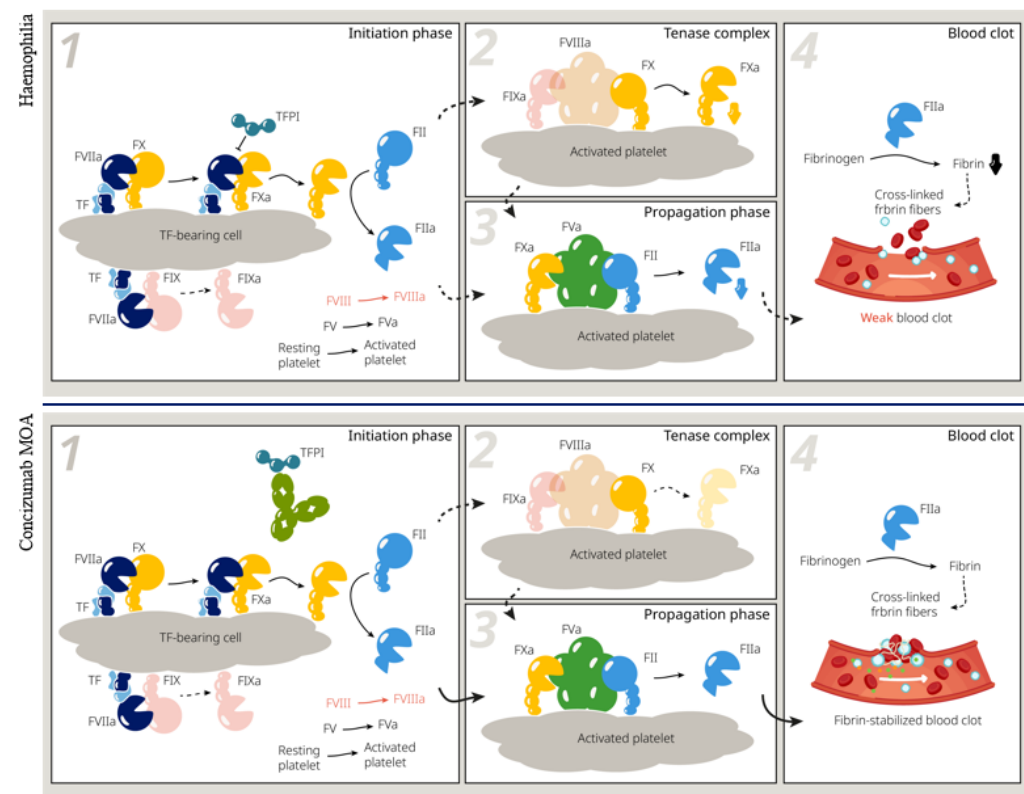 Haemophilia
1
Initiation phase
TFPI
FX
FVIIa
FII
TF
FXa
TF-bearing cell
FIIa
TF
FIX
FIXa
FVIIa
FVIII
FVIIIa
FV
FVa
Resting
platelet
Activated
platelet
2
Tenase complex
FVIIIa
FX
FXa
FIXa
Activated platelet
3
Propagation phase
FVa
FXa
FII
FIIa
Activated platelet
4
Blood clot
FIIa
Fibrinogen
Fibrin
Cross-linked
frbrin fibers
Weak blood clot
Concizumab MOA
1
Initiation phase
TFPI
FX
FVIIa
FII
TF
FXa
TF-bearing cell
FIIa
TF
FIX
FIXa
FVIIa
FVIII
FVIIIa
FV
FVa
Resting
platelet
Activated
platelet
2
Tenase complex
FVIIIa
FX
FXa
FIXa
Activated platelet
3
Propagation phase
FVa
FXa
FII
FIIa
Activated platelet
4
Blood clot
FIIa
Fibrinogen
Fibrin
Cross-linked
frbrin fibers
Fibrin-stabilized blood clot